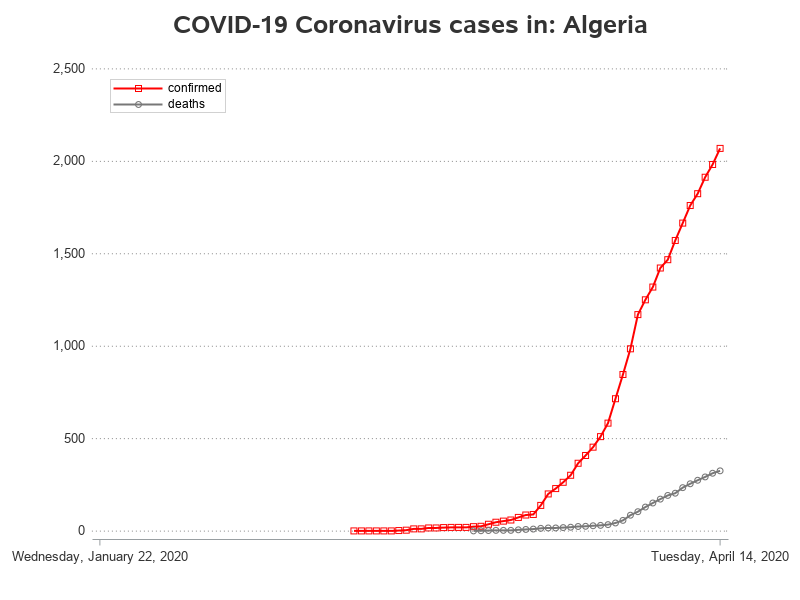 COVID-19 Coronavirus cases in: Algeria
2,500
confirmed
deaths
2,000
1,500
1,000
500
0
Wednesday, January 22, 2020 Tuesday, April 14, 2020